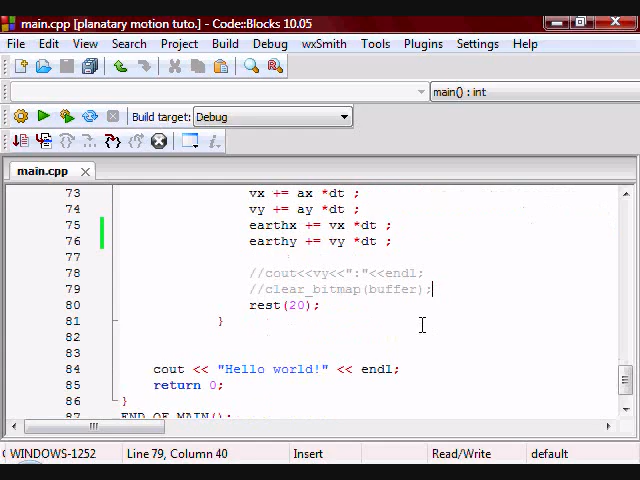 main.cpp [planatary motion tuto.] - Code::Blocks 10.05
File Edit View Search Project Build Debug wxSmith Tools Plugins Settings Help
main() : int
Build target: Debug
main.cpp
73 vx += ax *dt ;
74 vy += ay *dt ;
75 earthx += vx *dt ;
76 earthy += vy *dt ;
77
78 //cout<<vy<<":"<<endl;
79 //clear_bitmap(buffer);
80 rest(20);
81 }
82
83
84 cout << "Hello world!" << endl;
85 return 0;
86 }
87 END_OF_MAIN();
WINDOWS-1252 Line 79, Column 40 Insert Read/Write default